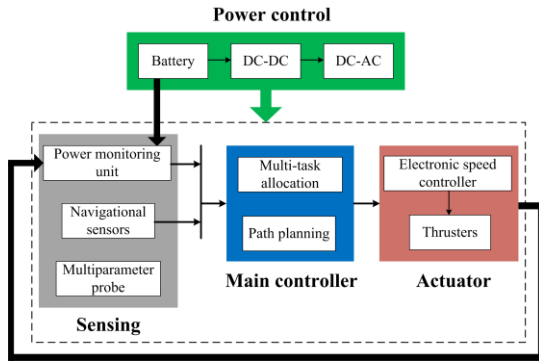 Power control
Battery
DC-DC
DC-AC
Power monitoring
unit
Navigational
sensors
Multiparameter
probe
Sensing
Multi-task
allocation
Path planning
Main controller
Electronic speed
controller
Thrusters
Actuator